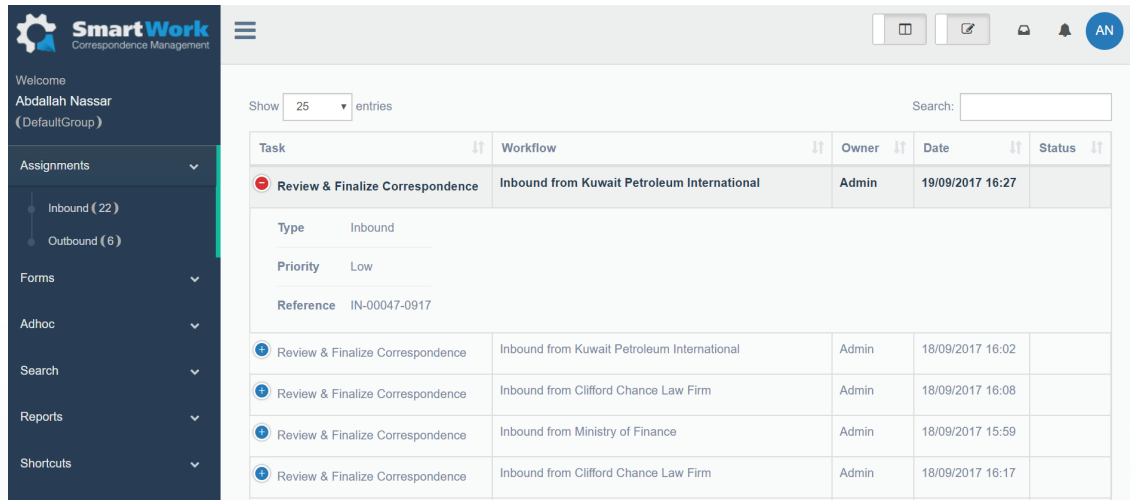 SmartWork
Correspondence Management
AN
Welcome
Abdallah Nassar
(DefaultGroup)
Assignments
Inbound (22)
Outbound (6)
Forms
Adhoc
Search
Reports
Shortcuts
Show 25 entries Search:
Task Workflow Owner Date Status
Review & Finalize Correspondence Inbound from Kuwait Petroleum International Admin 19/09/2017 16:27
Type Inbound
Priority Low
Reference IN-00047-0917
Review & Finalize Correspondence Inbound from Kuwait Petroleum International Admin 18/09/2017 16:02
Review & Finalize Correspondence Inbound from Clifford Chance Law Firm Admin 18/09/2017 16:08
Review & Finalize Correspondence Inbound from Ministry of Finance Admin 18/09/2017 15:59
Review & Finalize Correspondence Inbound from Clifford Chance Law Firm Admin 18/09/2017 16:17